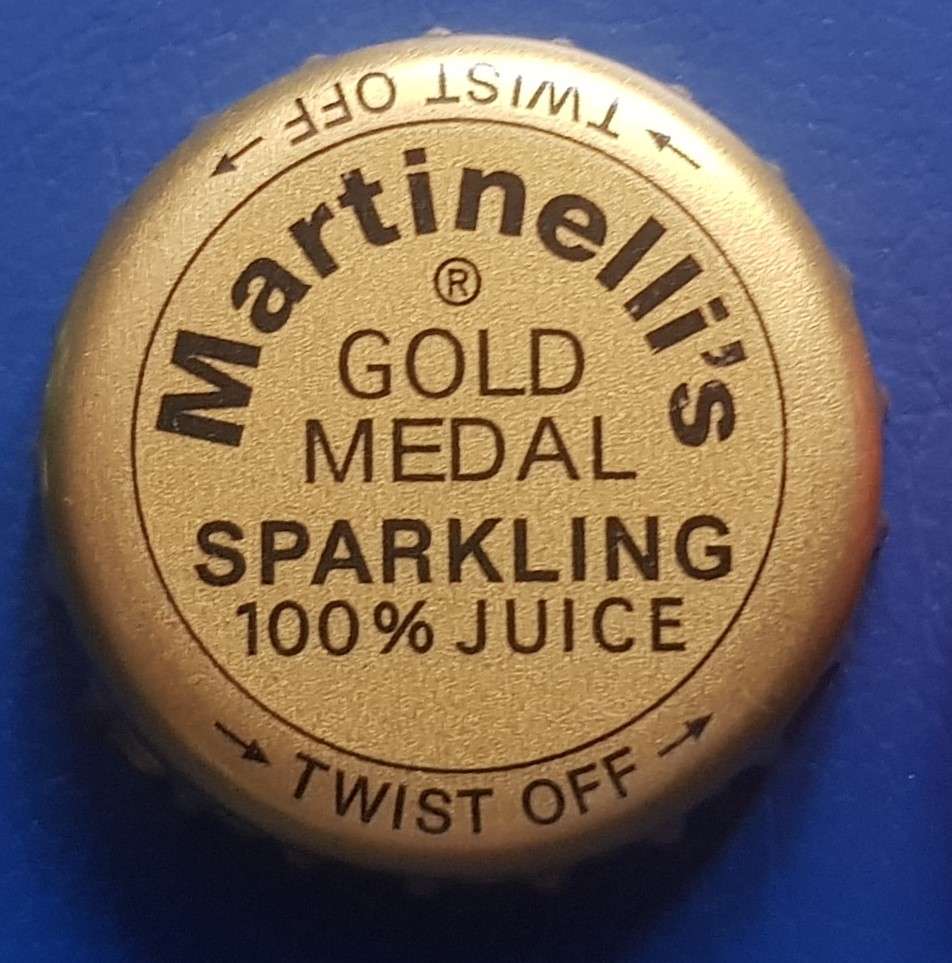 TWIST OFF
Martinelli's
®
GOLD
MEDAL
SPARKLING
100% JUICE
TWIST OFF